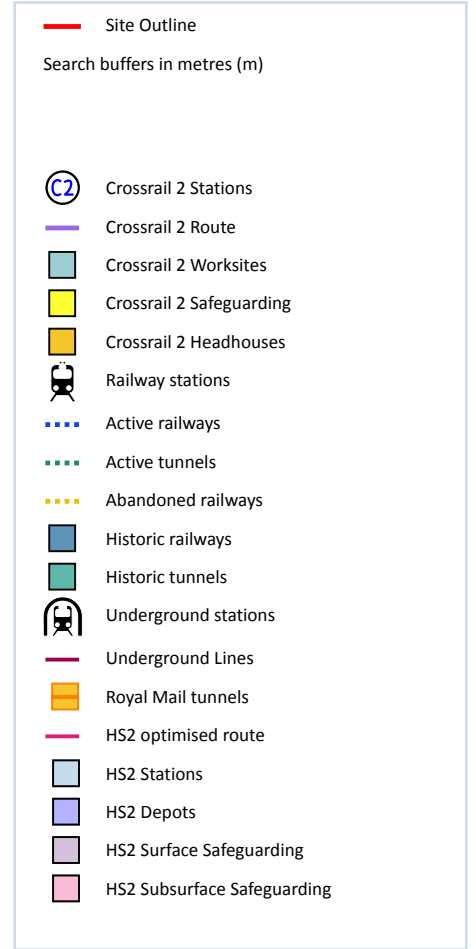 Site Outline
Search buffers in metres (m)
C2 Crossrail 2 Stations
Crossrail 2 Route
Crossrail 2 Worksites
Crossrail 2 Safeguarding
Crossrail 2 Headhouses
Railway stations
Active railways
Active tunnels
Abandoned railways
Historic railways
Historic tunnels
Underground stations
Underground Lines
Royal Mail tunnels
HS2 optimised route
HS2 Stations
HS2 Depots
HS2 Surface Safeguarding
HS2 Subsurface Safeguarding